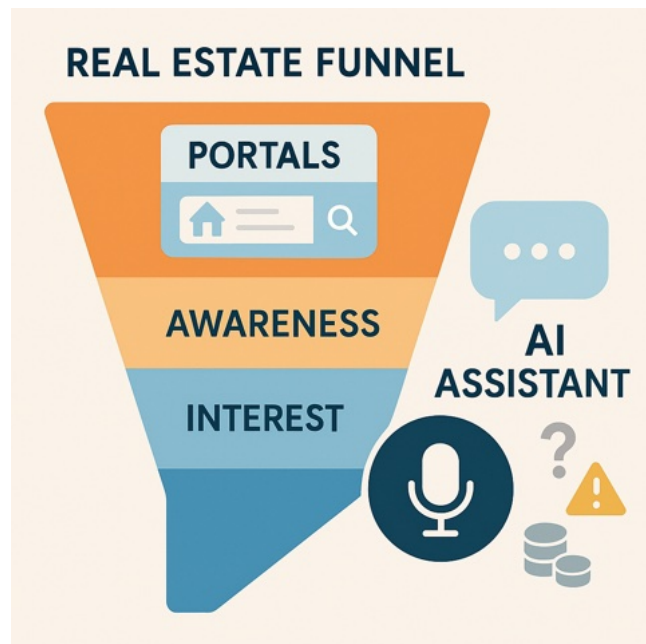 REAL ESTATE FUNNEL
PORTALS
AWARENESS
INTEREST
AI
ASSISTANT
?
!